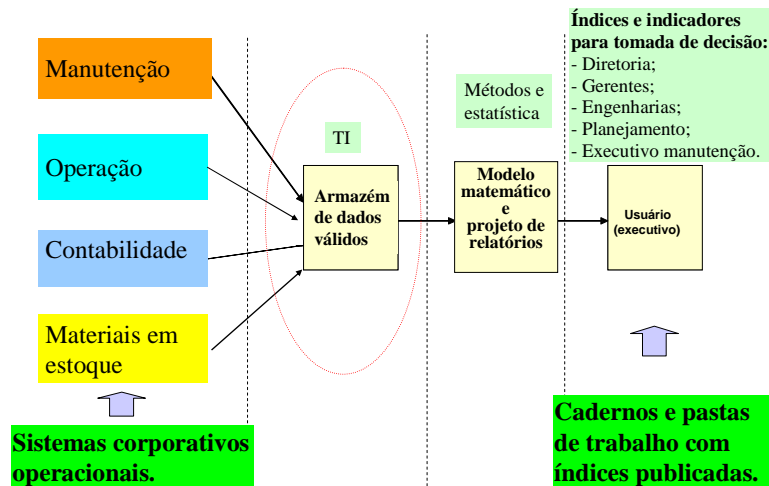 Manutenção
Operação
Contabilidade
Materiais em
estoque
Sistemas corporativos
operacionais.
TI
Armazém
de dados
válidos
Métodos e
estatística
Modelo
matemático
e
projeto de
relatórios
Índices e indicadores
para tomada de decisão:
- Diretoria;
- Gerentes;
- Engenharias;
- Planejamento;
- Executivo manutenção.
Usuário
(executivo)
Cadernos e pastas
de trabalho com
índices publicadas.